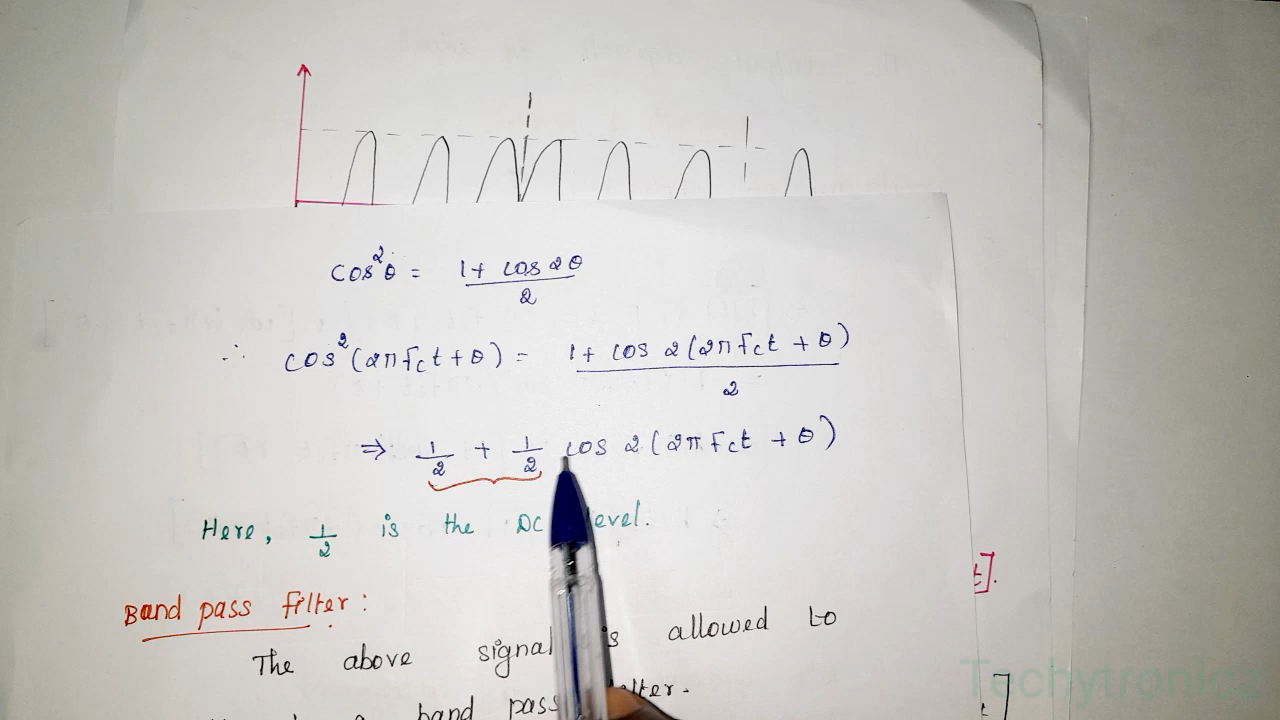 cos²θ = 1 + cos 2θ / 2
∴ cos²(2πfct + θ) = 1 + cos 2(2πfct + θ) / 2
⇒ 1/2 + 1/2 cos 2(2πfct + θ)
Here, 1/2 is the DC level.
t].
Band pass filter:
The above signal is allowed to
band pass filter.
Techytronicz